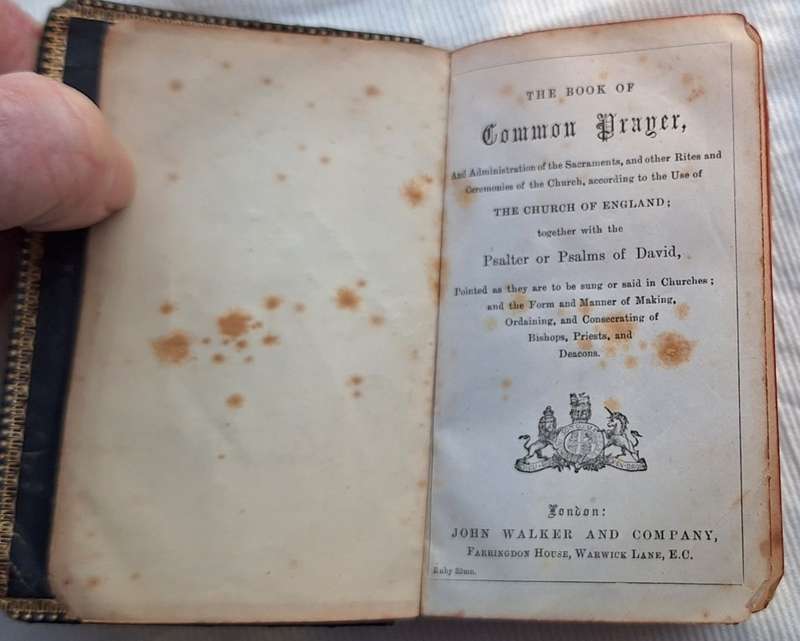 THE BOOK OF
Common Prayer,
And Administration of the Sacraments, and other Rites and
Ceremonies of the Church, according to the Use of
THE CHURCH OF ENGLAND;
together with the
Psalter or Psalms of David,
Pointed as they are to be sung or said in Churches;
and the Form and Manner of Making,
Ordaining, and Consecrating of
Bishops, Priests, and
Deacons.
London:
JOHN WALKER AND COMPANY,
FARRINGDON HOUSE, WARWICK LANE, E.C.
Ruby 32mo.